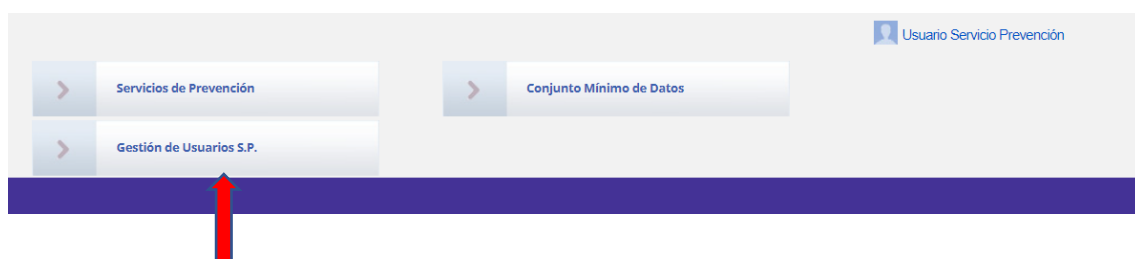 Usuario Servicio Prevención
Servicios de Prevención
Conjunto Mínimo de Datos
Gestión de Usuarios S.P.